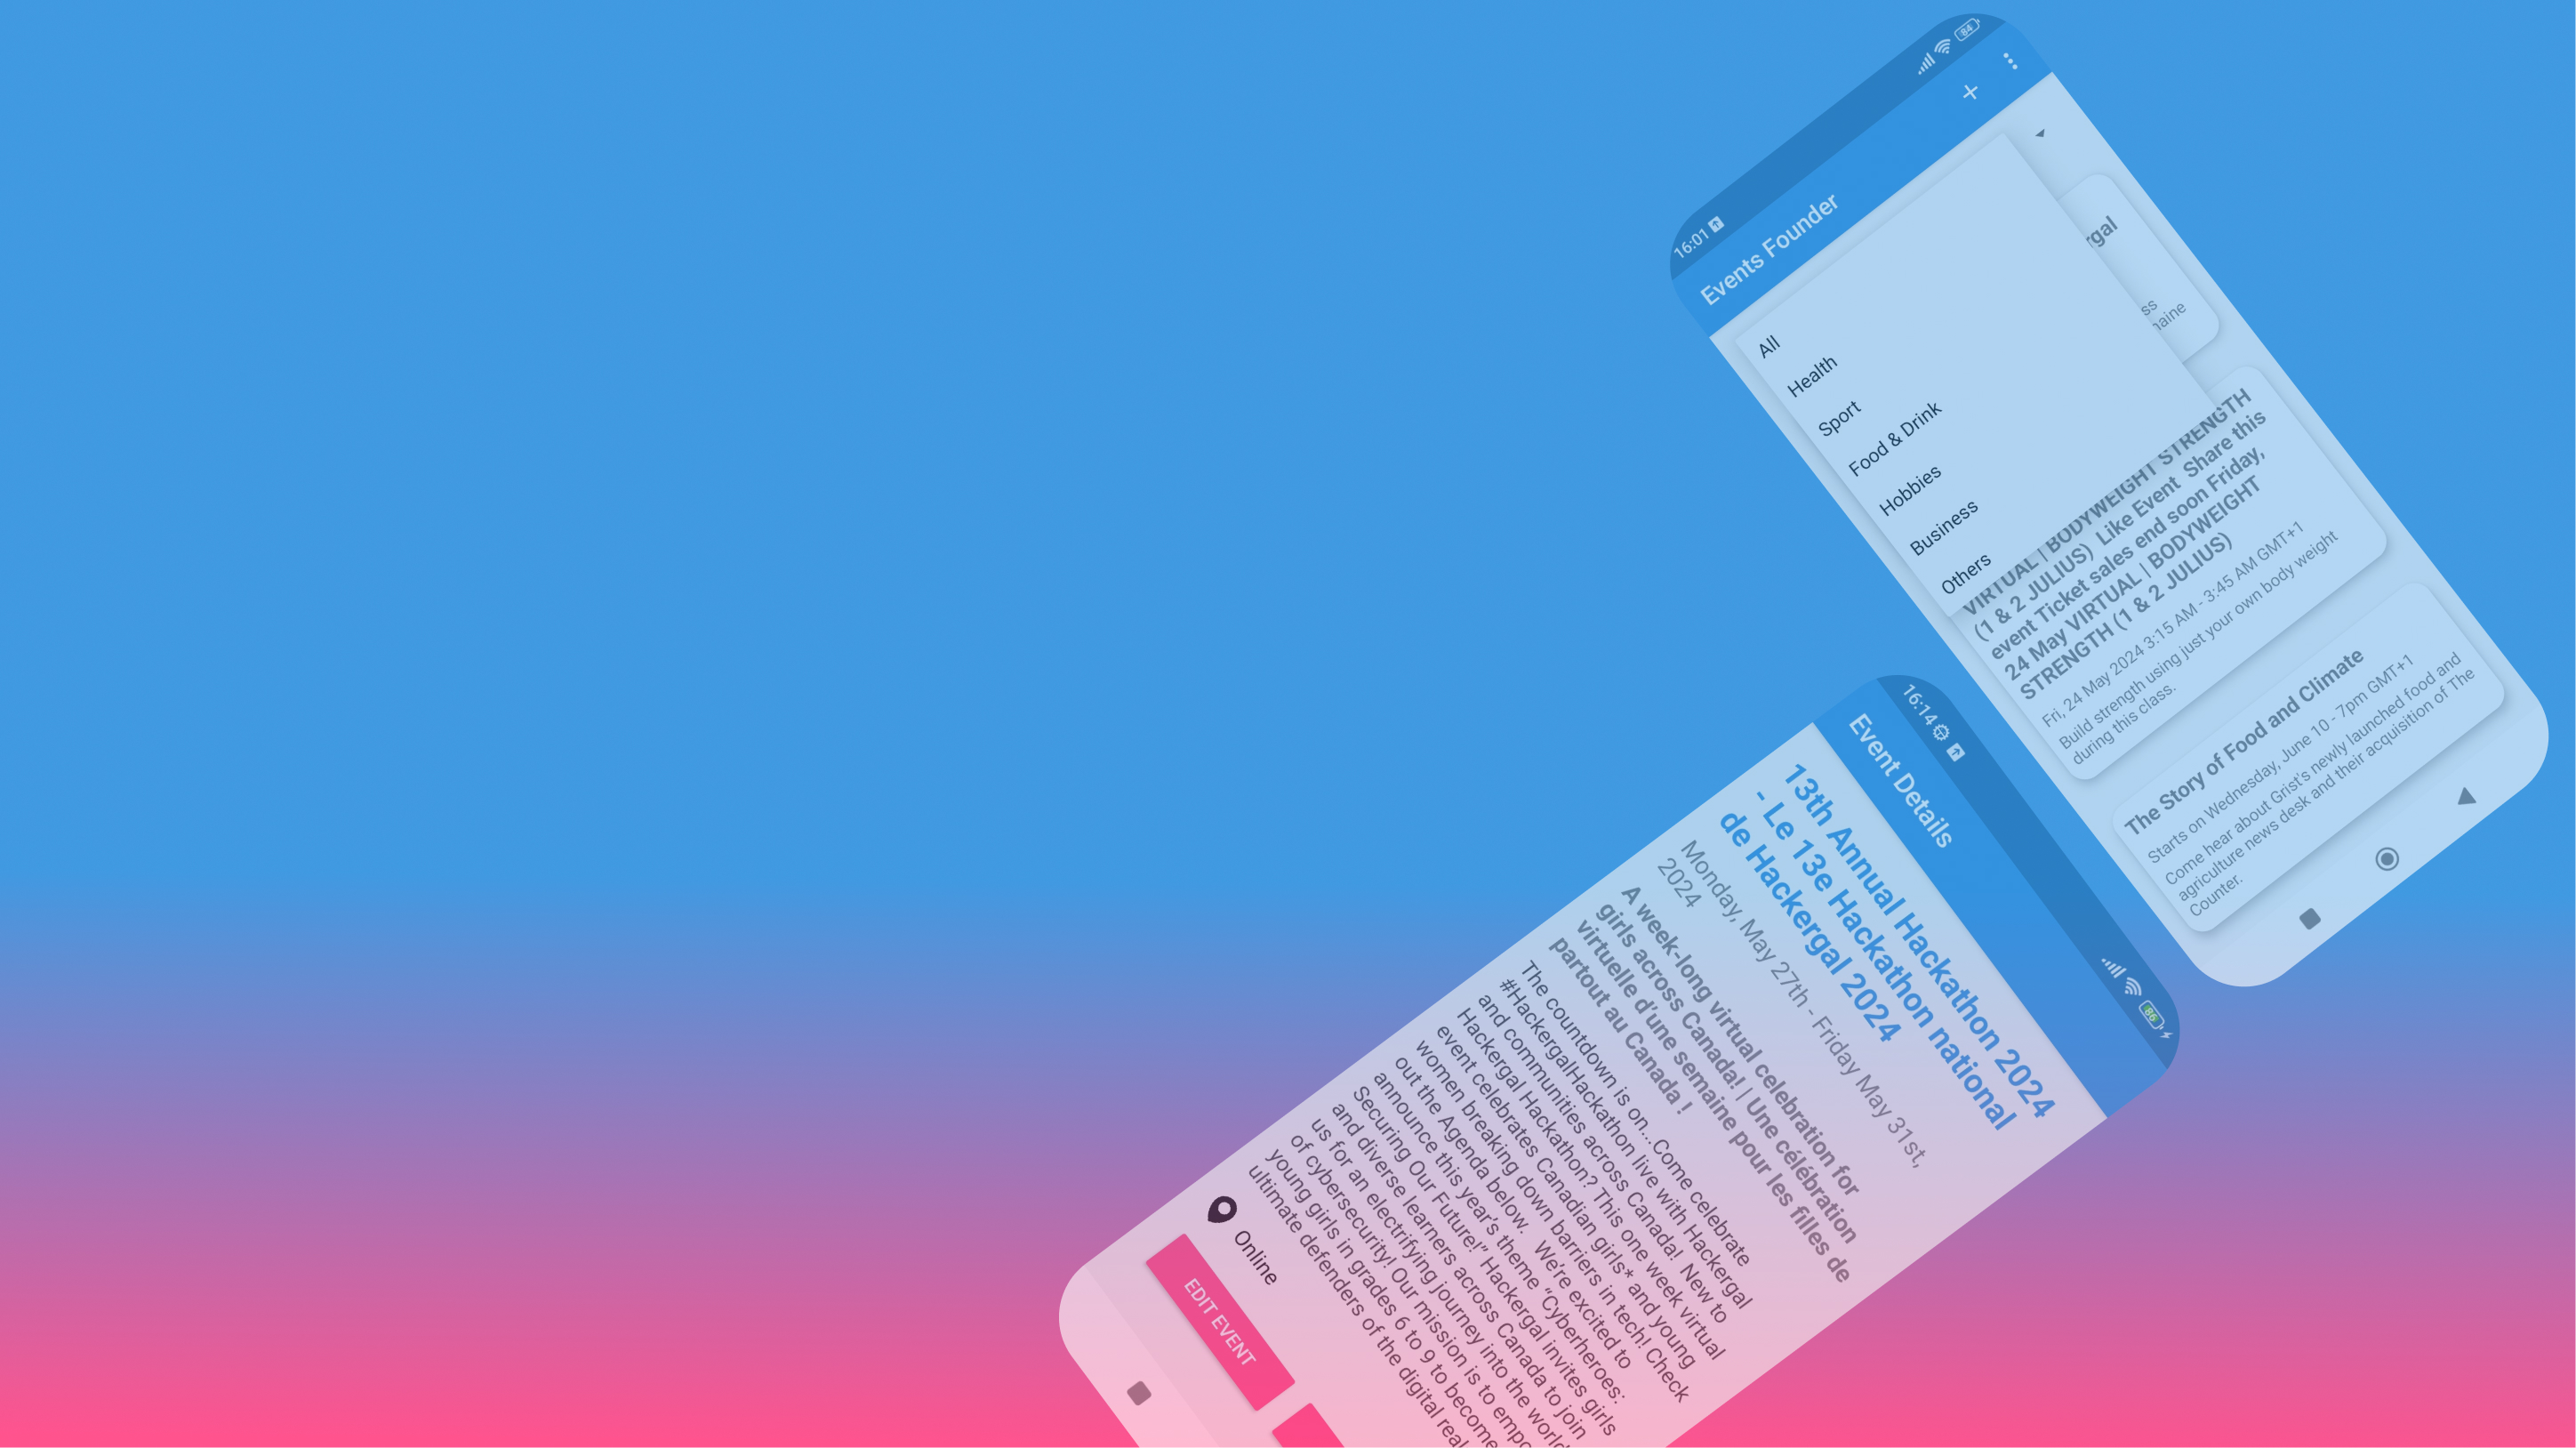 16:01
84
Events Founder
+
All
Health
Sport
Food & Drink
Hobbies
Business
Others
VIRTUAL | BODYWEIGHT STRENGTH
(1 & 2 JULIUS) Like Event Share this
event Ticket sales end soon Friday,
24 May VIRTUAL | BODYWEIGHT
STRENGTH (1 & 2 JULIUS)
Fri, 24 May 2024 3:15 AM - 3:45 AM GMT+1
Build strength using just your own body weight
during this class.
The Story of Food and Climate
Starts on Wednesday, June 10 - 7pm GMT+1
Come hear about Grist's newly launched food and
agriculture news desk and their acquisition of The
Counter.
16:14
86
Event Details
13th Annual Hackathon 2024
- Le 13e Hackathon national
de Hackergal 2024
Monday, May 27th - Friday May 31st,
2024
A week-long virtual celebration for
girls across Canada! | Une célébration
virtuelle d'une semaine pour les filles de
partout au Canada !
The countdown is on... Come celebrate
#HackergalHackathon live with Hackergal
and communities across Canada! New to
Hackergal Hackathon? This one week virtual
event celebrates Canadian girls* and young
women breaking down barriers in tech! Check
out the Agenda below. We're excited to
announce this year's theme “Cyberheroes:
Securing Our Future!” Hackergal invites girls
and diverse learners across Canada to join
us for an electrifying journey into the world
of cybersecurity! Our mission is to
young girls in grades 6 to 9 to become
ultimate defenders of the digital
Online
EDIT EVENT